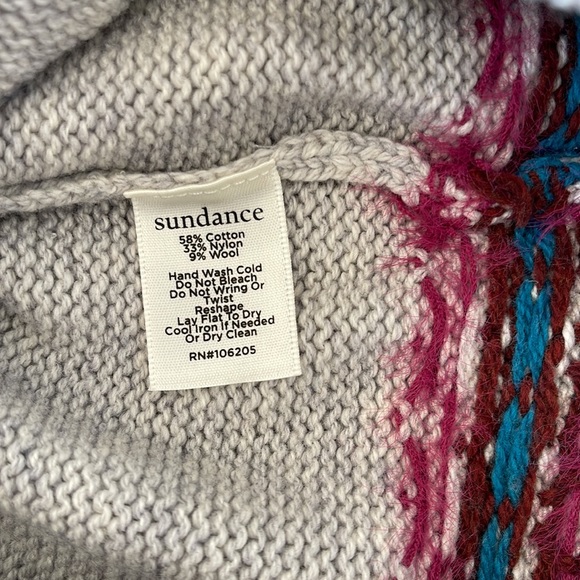 sundance
58% Cotton
33% Nylon
9% Wool
Hand Wash Cold
Do Not Bleach
Do Not Wring Or
Twist
Reshape
Lay Flat To Dry
Cool Iron If Needed
Or Dry Clean
RN#106205